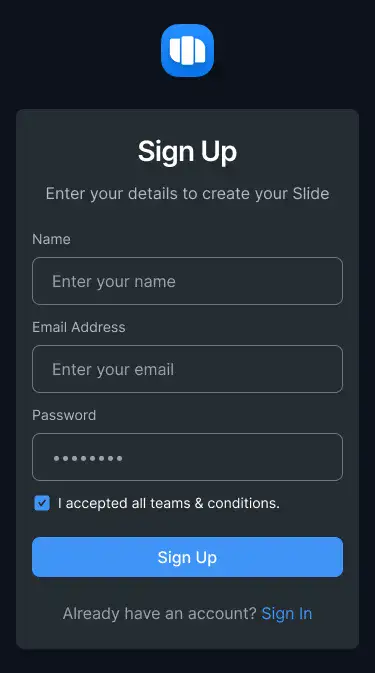 Sign Up
Enter your details to create your Slide
Name
Enter your name
Email Address
Enter your email
Password
••••••••
I accepted all teams & conditions.
Sign Up
Already have an account? Sign In